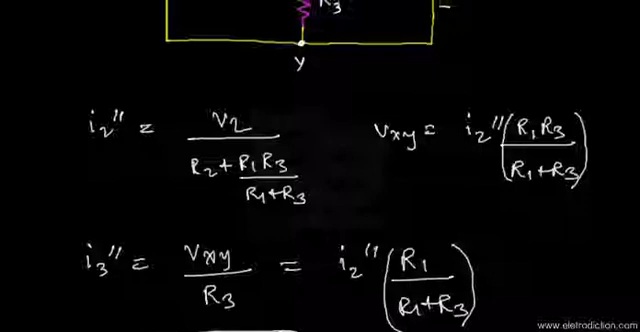 R3
Y
i2'' = V2 / (R2 + R1R3/(R1+R3))
Vxy = i2'' (R1R3/(R1+R3))
i3'' = Vxy/R3 = i2'' (R1/(R1+R3))
www.eletradiction.com